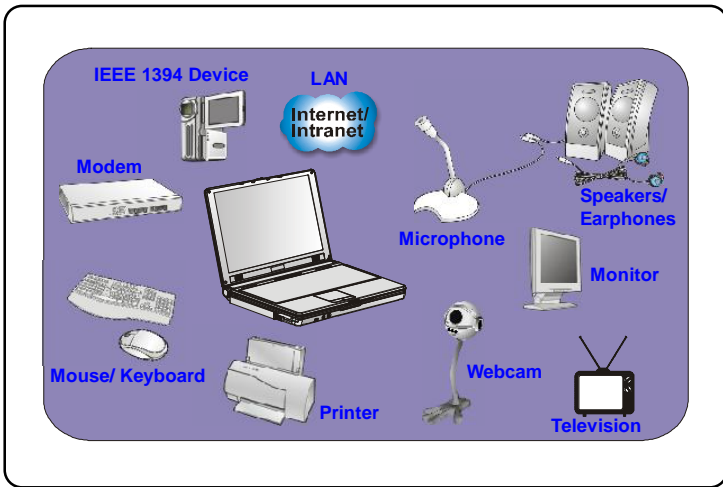 IEEE 1394 Device
LAN
Internet/
Intranet
Modem
Speakers/
Earphones
Microphone
Monitor
Mouse/ Keyboard
Printer
Webcam
Television